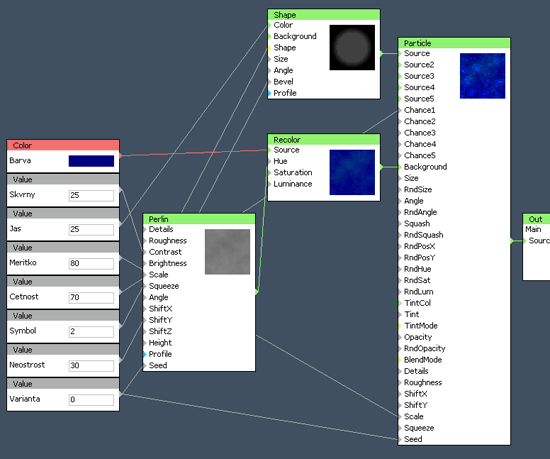 Shape
Color
Background
Shape
Size
Angle
Bevel
Profile
Particle
Source
Source2
Source3
Source4
Source5
Chance1
Chance2
Chance3
Chance4
Chance5
Background
Size
RndSize
Angle
RndAngle
Squash
RndSquash
RndPosX
RndPosY
RndHue
RndSat
RndLum
TintCol
Tint
TintMode
Opacity
RndOpacity
BlendMode
Details
Roughness
ShiftX
ShiftY
Scale
Squeeze
Seed
Color
Barva
Value
Skvrny 25
Value
Jas 25
Value
Meritko 80
Value
Cetnost 70
Value
Symbol 2
Value
Neostrost 30
Value
Varianta 0
Recolor
Source
Hue
Saturation
Luminance
Perlin
Details
Roughness
Contrast
Brightness
Scale
Squeeze
Angle
ShiftX
ShiftY
ShiftZ
Height
Profile
Seed
Out
Main
Sourc